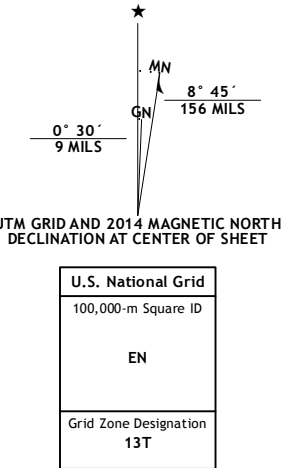 ★
MN
GN
8° 45´
156 MILS
0° 30´
9 MILS
UTM GRID AND 2014 MAGNETIC NORTH
DECLINATION AT CENTER OF SHEET
U.S. National Grid
100,000-m Square ID
EN
Grid Zone Designation
13T